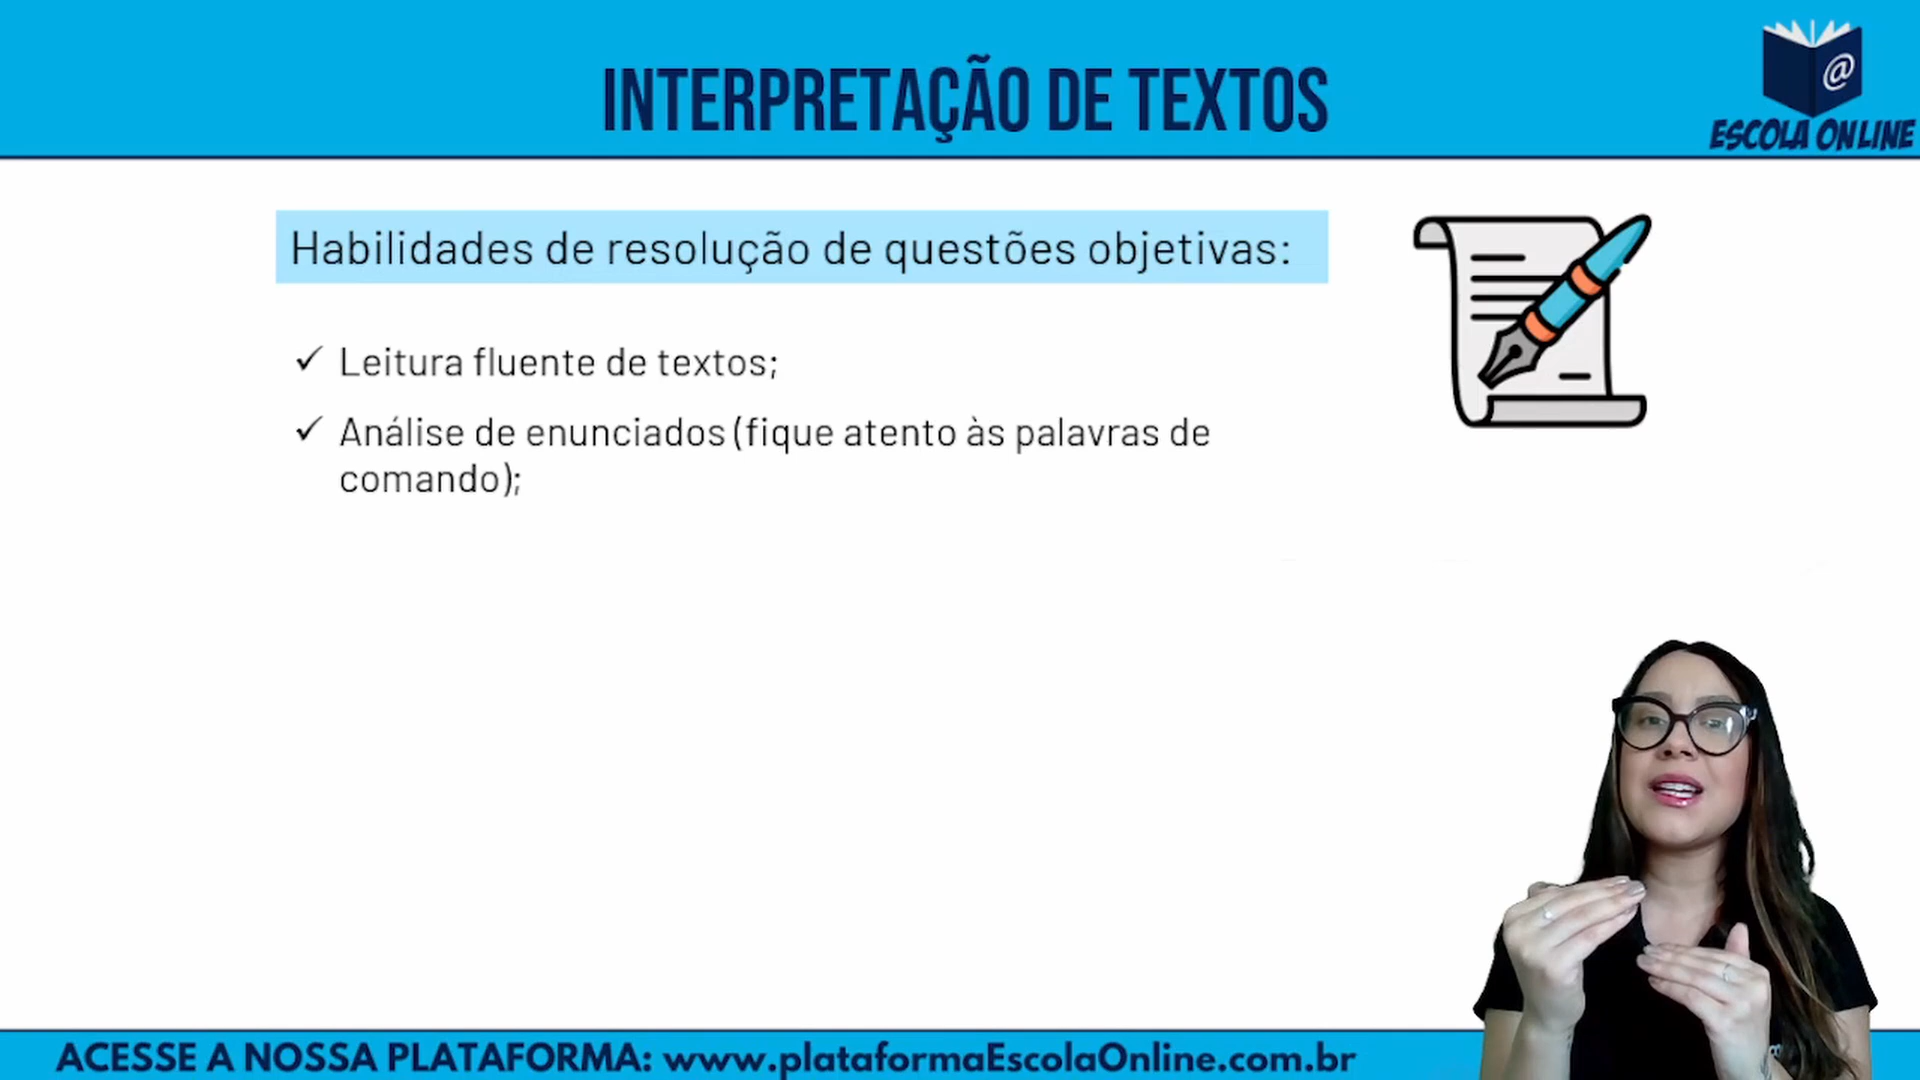 INTERPRETAÇÃO DE TEXTOS
@
ESCOLA ONLINE
Habilidades de resolução de questões objetivas:
✓ Leitura fluente de textos;
✓ Análise de enunciados (fique atento às palavras de
comando);
ACESSE A NOSSA PLATAFORMA: www.plataformaEscolaOnline.com.br